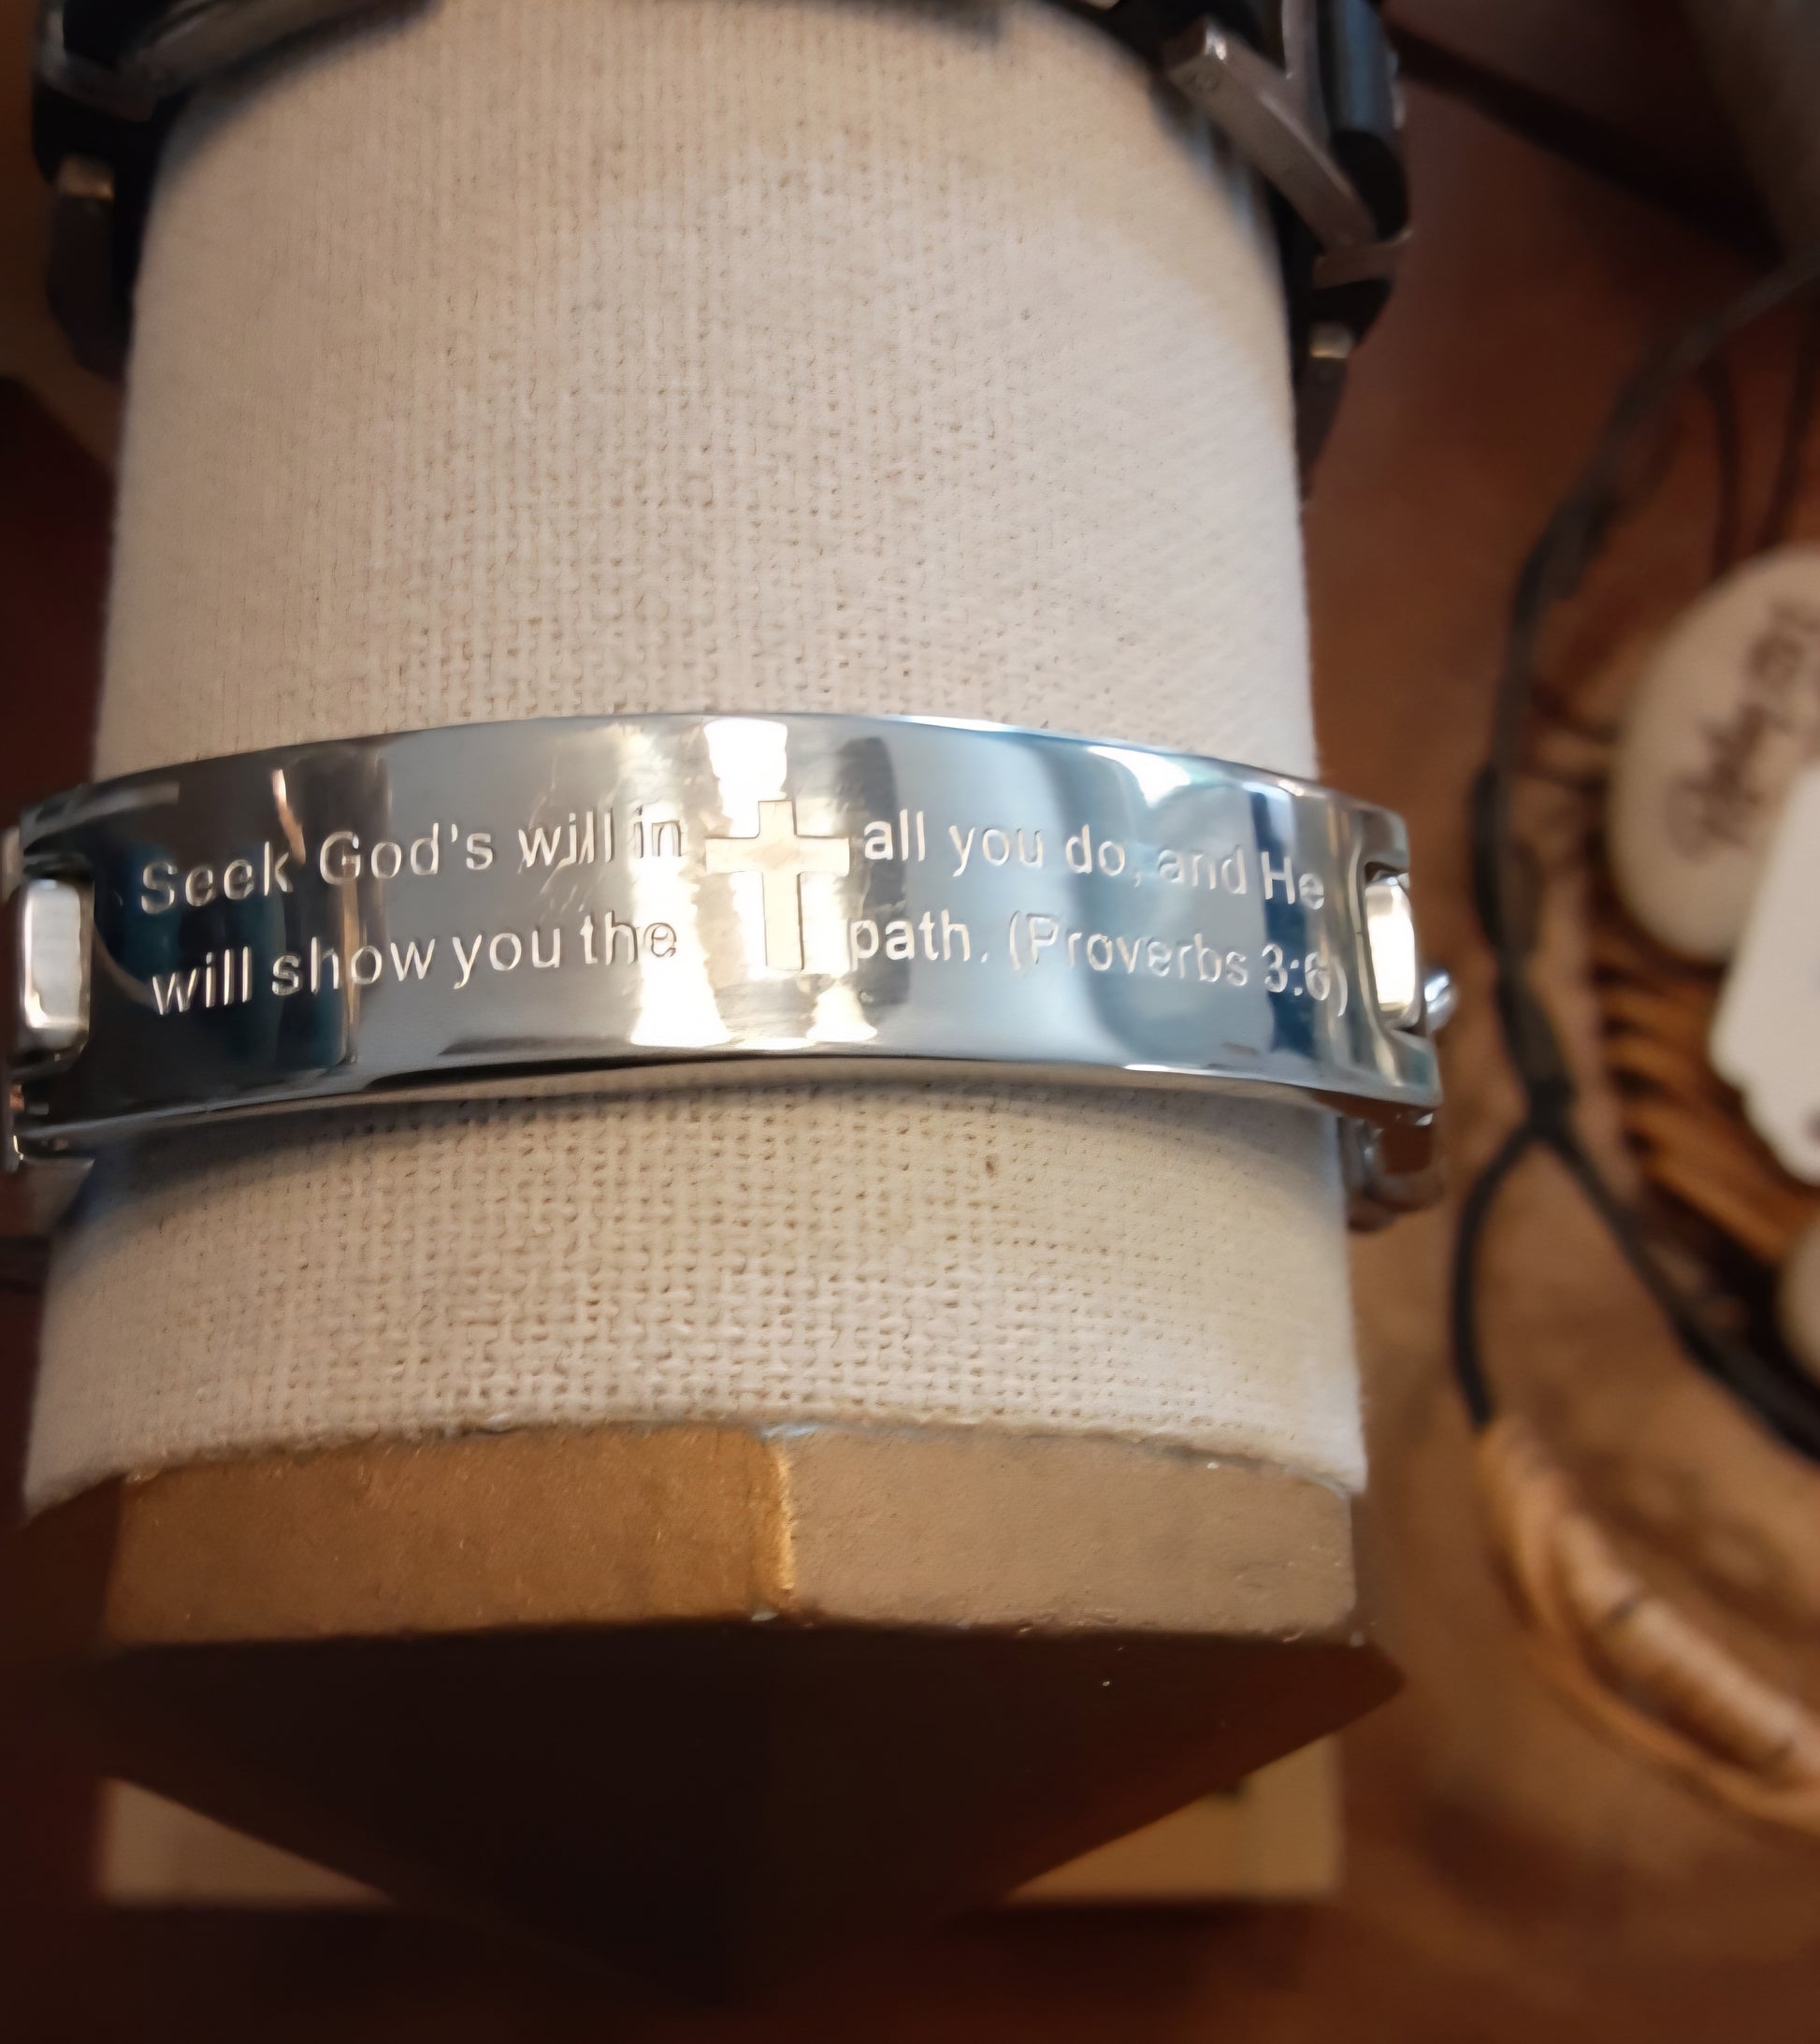 Seek God's will in all you do, and He
will show you the path. (Proverbs 3:6)